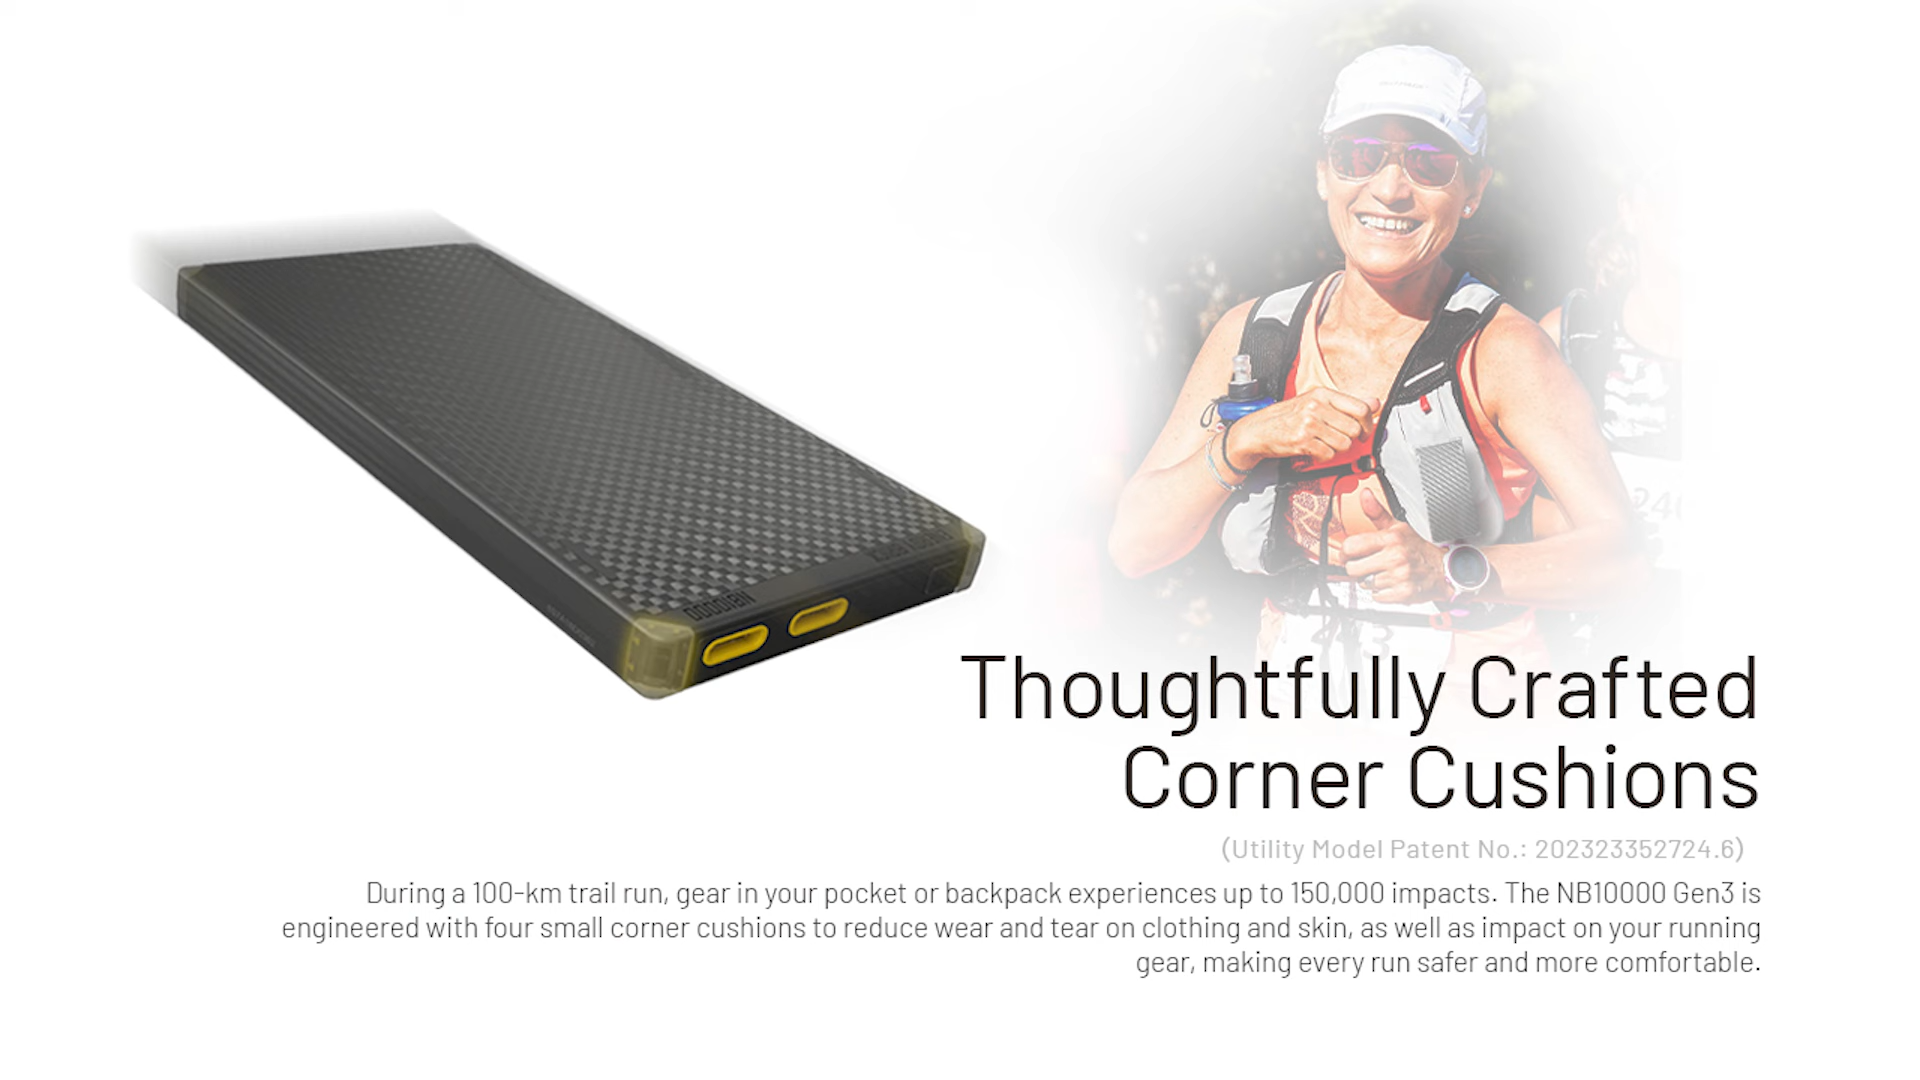 NB10000
Thoughtfully Crafted
Corner Cushions
(Utility Model Patent No.: 202323352724.6)
During a 100-km trail run, gear in your pocket or backpack experiences up to 150,000 impacts. The NB10000 Gen3 is
engineered with four small corner cushions to reduce wear and tear on clothing and skin, as well as impact on your running
gear, making every run safer and more comfortable.